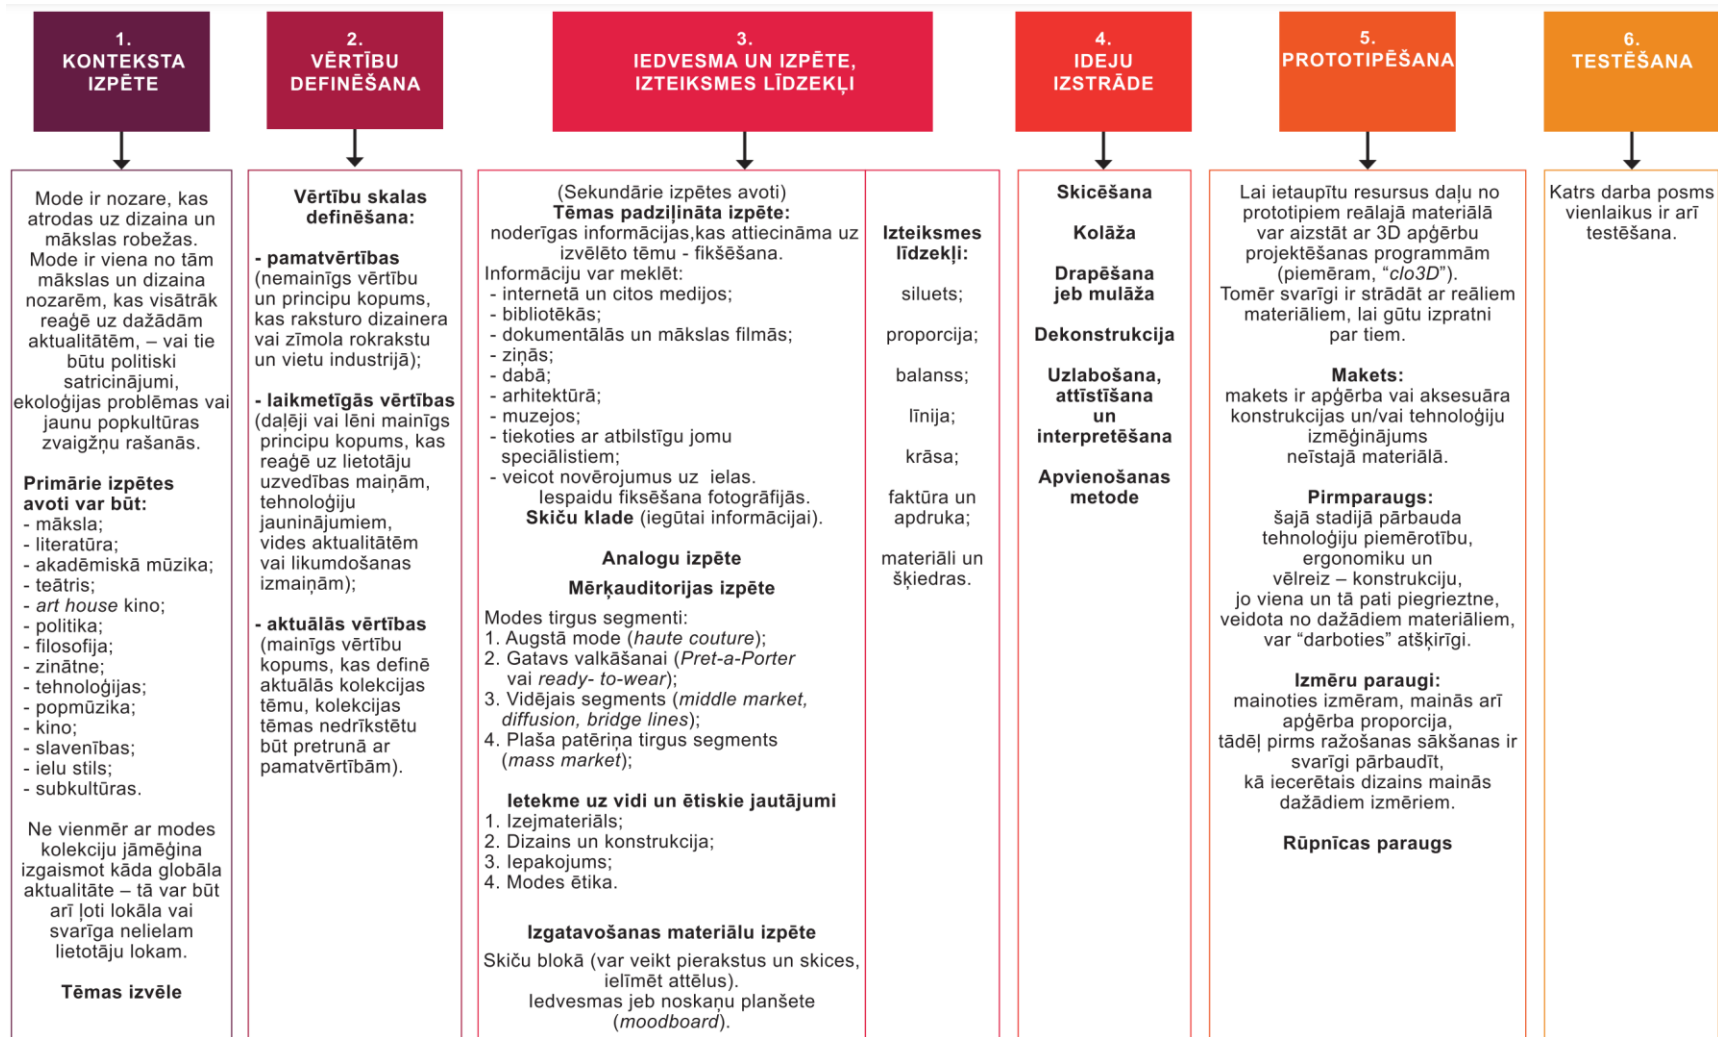 1.
KONTEKSTA
IZPĒTE
Mode ir nozare, kas
atrodas uz dizaina un
mākslas robežas.
Mode ir viena no tām
mākslas un dizaina
nozarēm, kas visātrāk
reaģē uz dažādām
aktualitātēm, – vai tie
būtu politiski
satricinājumi,
ekoloģijas problēmas vai
jaunu popkultūras
zvaigžņu rašanās.
Primārie izpētes
avoti var būt:
- māksla;
- literatūra;
- akadēmiskā mūzika;
- teātris;
- art house kino;
- politika;
- filosofija;
- zinātne;
- tehnoloģijas;
- popmūzika;
- kino;
- slavenības;
- ielu stils;
- subkultūras.
Ne vienmēr ar modes
kolekciju jāmēģina
izgaismot kāda globāla
aktualitāte – tā var būt
arī ļoti lokāla vai
svarīga nelielam
lietotāju lokam.
Tēmas izvēle
2.
VĒRTĪBU
DEFINĒŠANA
Vērtību skalas
definēšana:
- pamatvērtības
(nemainīgs vērtību
un principu kopums,
kas raksturo dizainera
vai zīmola rokrakstu
un vietu industrijā);
- laikmetīgās vērtības
(daļēji vai lēni mainīgs
principu kopums, kas
reaģē uz lietotāju
uzvedības maiņām,
tehnoloģiju
jauninājumiem,
vides aktualitātēm
vai likumdošanas
izmaiņām);
- aktuālās vērtības
(mainīgs vērtību
kopums, kas definē
aktuālās kolekcijas
tēmu, kolekcijas
tēmas nedrīkstētu
būt pretrunā ar
pamatvērtībām).
3.
IEDVESMA UN IZPĒTE,
IZTEIKSMES LĪDZEKĻI
(Sekundārie izpētes avoti)
Tēmas padziļināta izpēte:
noderīgas informācijas,kas attiecināma uz
izvēlēto tēmu - fikšēšana.
Informāciju var meklēt:
- internetā un citos medijos;
- bibliotēkās;
- dokumentālās un mākslas filmās;
- ziņās;
- dabā;
- arhitektūrā;
- muzejos;
- tiekoties ar atbilstīgu jomu
speciālistiem;
- veicot novērojumus uz ielas.
Iespaidu fiksēšana fotogrāfijās.
Skiču klade (iegūtai informācijai).
Analogu izpēte
Mērķauditorijas izpēte
Modes tirgus segmenti:
1. Augstā mode (haute couture);
2. Gatavs valkāšanai (Pret-a-Porter
vai ready- to-wear);
3. Vidējais segments (middle market,
diffusion, bridge lines);
4. Plaša patēriņa tirgus segments
(mass market);
Ietekme uz vidi un ētiskie jautājumi
1. Izejmateriāls;
2. Dizains un konstrukcija;
3. Iepakojums;
4. Modes ētika.
Izgatavošanas materiālu izpēte
Skiču blokā (var veikt pierakstus un skices,
ielīmēt attēlus).
Iedvesmas jeb noskaņu planšete
(moodboard).
Izteiksmes
līdzekļi:
siluets;
proporcija;
balanss;
līnija;
krāsa;
faktūra un
apdruka;
materiāli un
šķiedras.
4.
IDEJU
IZSTRĀDE
Skicēšana
Kolāža
Drapēšana
jeb mulāža
Dekonstrukcija
Uzlabošana,
attīstīšana
un
interpretēšana
Apvienošanas
metode
5.
PROTOTIPĒŠANA
Lai ietaupītu resursus daļu no
prototipiem reālajā materiālā
var aizstāt ar 3D apģērbu
projektēšanas programmām
(piemēram, “clo3D”).
Tomēr svarīgi ir strādāt ar reāliem
materiāliem, lai gūtu izpratni
par tiem.
Makets:
makets ir apģērba vai aksesuāra
konstrukcijas un/vai tehnoloģiju
izmēģinājums
neīstajā materiālā.
Pirmparaugs:
šajā stadijā pārbauda
tehnoloģiju piemērotību,
ergonomiku un
vēlreiz – konstrukciju,
jo viena un tā pati piegrieztne,
veidota no dažādiem materiāliem,
var “darboties” atšķirīgi.
Izmēru paraugi:
mainoties izmēram, mainās arī
apģērba proporcija,
tādēļ pirms ražošanas sākšanas ir
svarīgi pārbaudīt,
kā iecerētais dizains mainās
dažādiem izmēriem.
Rūpnīcas paraugs
6.
TESTĒŠANA
Katrs darba posms
vienlaikus ir arī
testēšana.